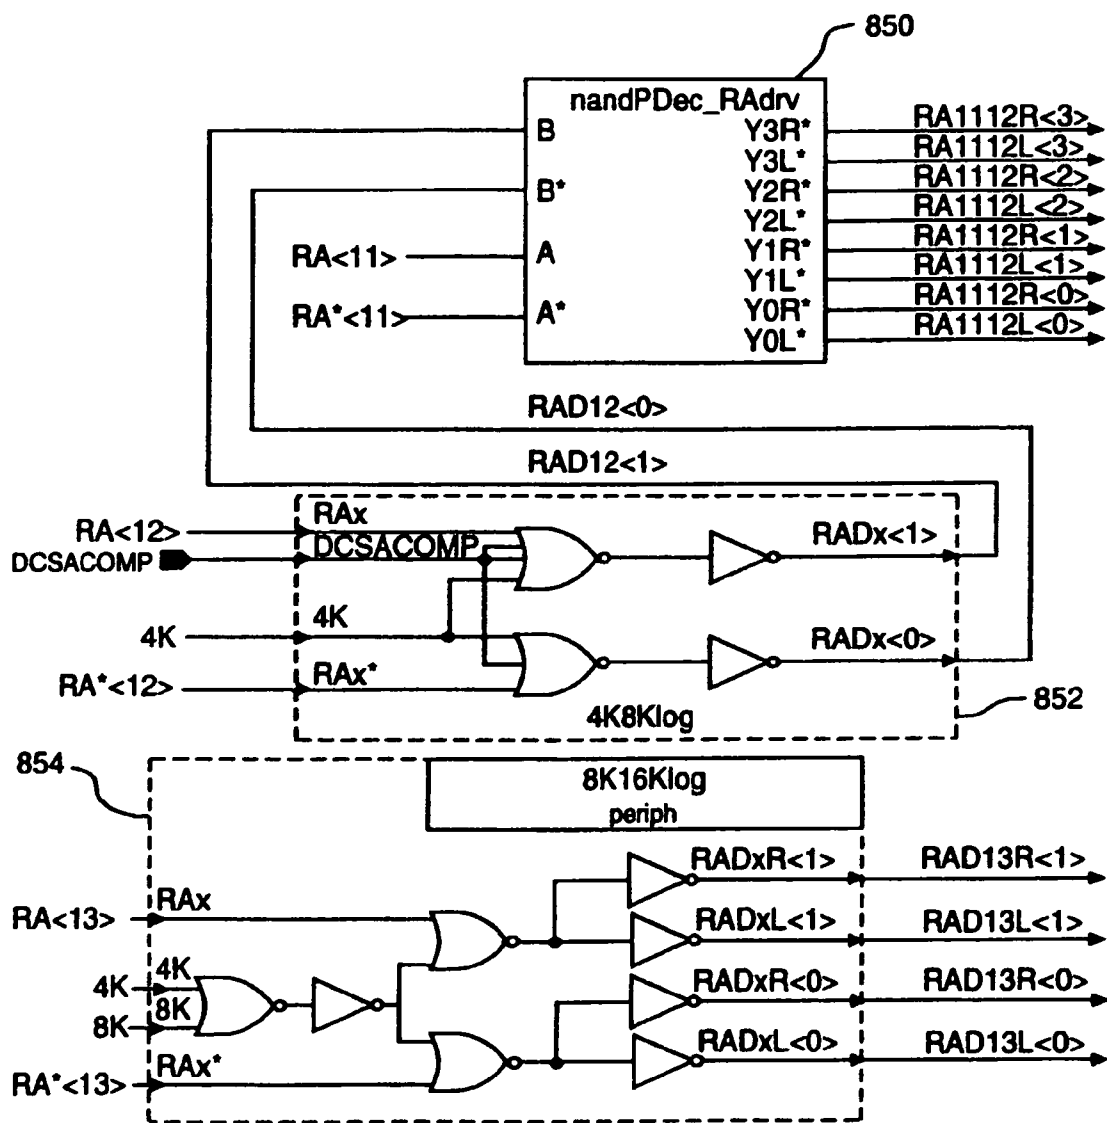 850
nandPDec_RAdrv
B
Y3R*
RA1112R<3>
Y3L*
RA1112L<3>
B*
Y2R*
RA1112R<2>
Y2L*
RA1112L<2>
RA<11>
A
Y1R*
RA1112R<1>
Y1L*
RA1112L<1>
RA*<11>
A*
Y0R*
RA1112R<0>
Y0L*
RA1112L<0>
RAD12<0>
RAD12<1>
RA<12>
RAx
DCSACOMP
DCSACOMP
RADx<1>
4K
4K
RADx<0>
RA*<12>
RAx*
4K8Klog
852
854
8K16Klog
periph
RADxR<1>
RAD13R<1>
RA<13>
RAx
RADxL<1>
RAD13L<1>
4K
4K
RADxR<0>
RAD13R<0>
8K
8K
RADxL<0>
RAD13L<0>
RA*<13>
RAx*